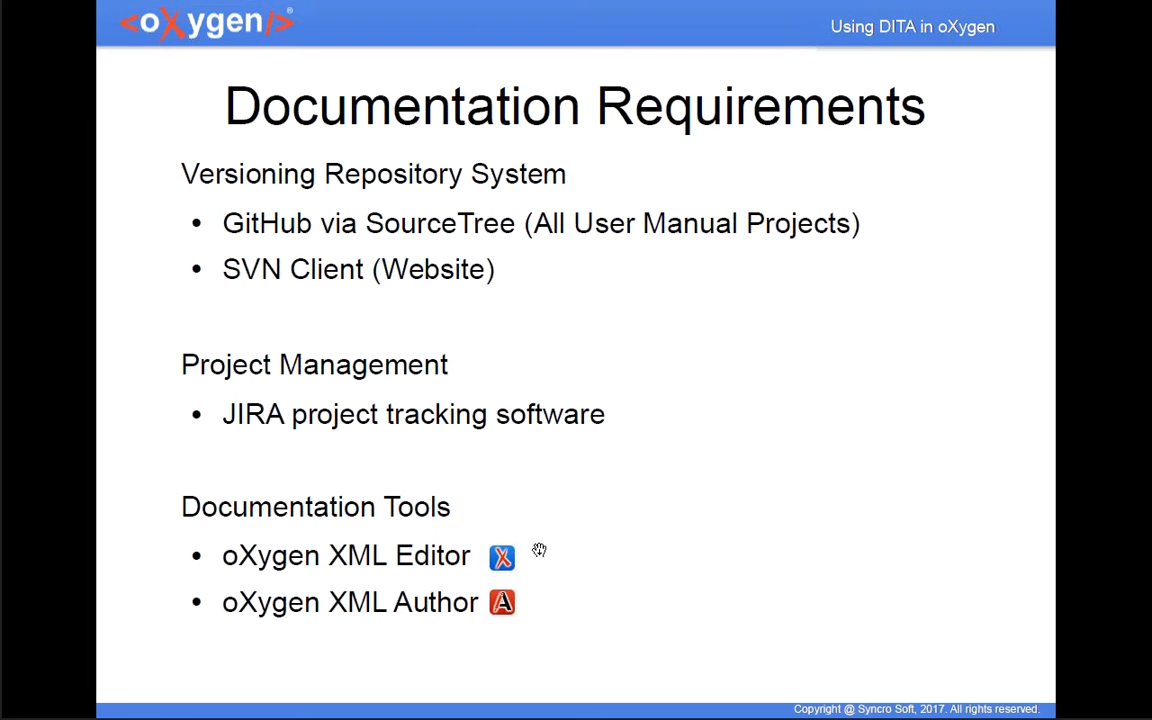 <oXygen/>®
Using DITA in oXygen
Documentation Requirements
Versioning Repository System
• GitHub via SourceTree (All User Manual Projects)
• SVN Client (Website)
Project Management
• JIRA project tracking software
Documentation Tools
• oXygen XML Editor X
• oXygen XML Author A
Copyright @ Syncro Soft, 2017. All rights reserved.